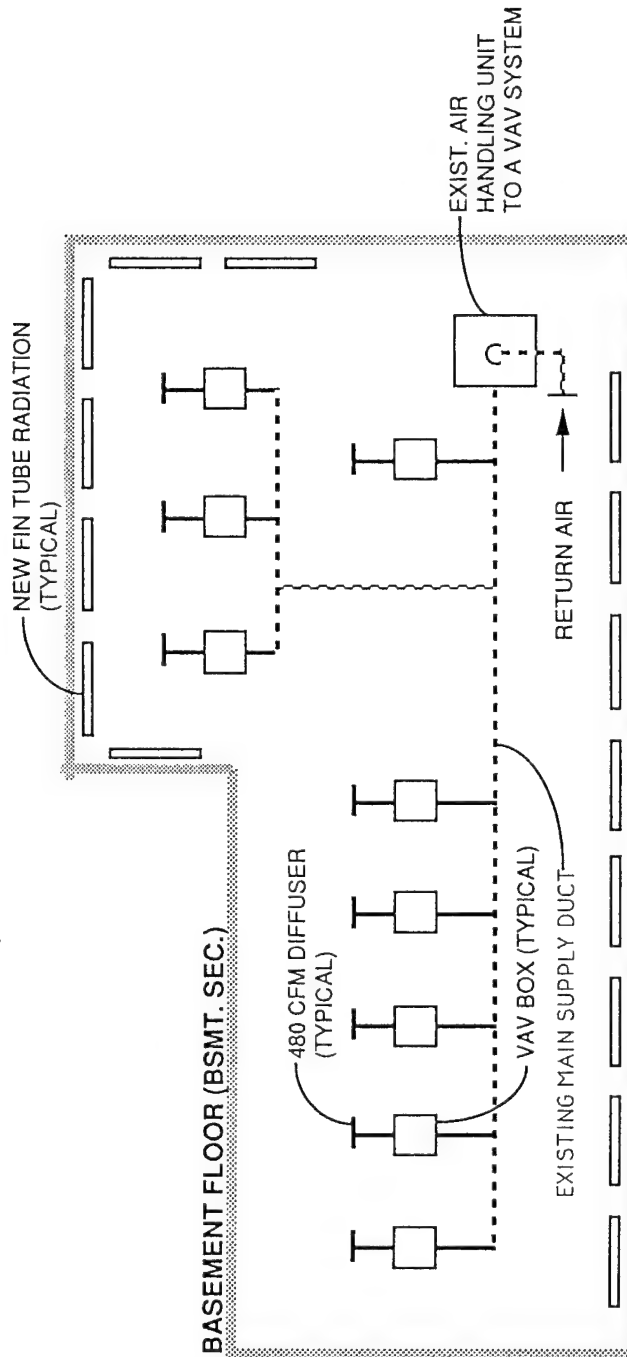 NEW FIN TUBE RADIATION
(TYPICAL)
EXIST. AIR
HANDLING UNIT
TO A VAV SYSTEM
RETURN AIR
BASEMENT FLOOR (BSMT. SEC.)
480 CFM DIFFUSER
(TYPICAL)
VAV BOX (TYPICAL)
EXISTING MAIN SUPPLY DUCT